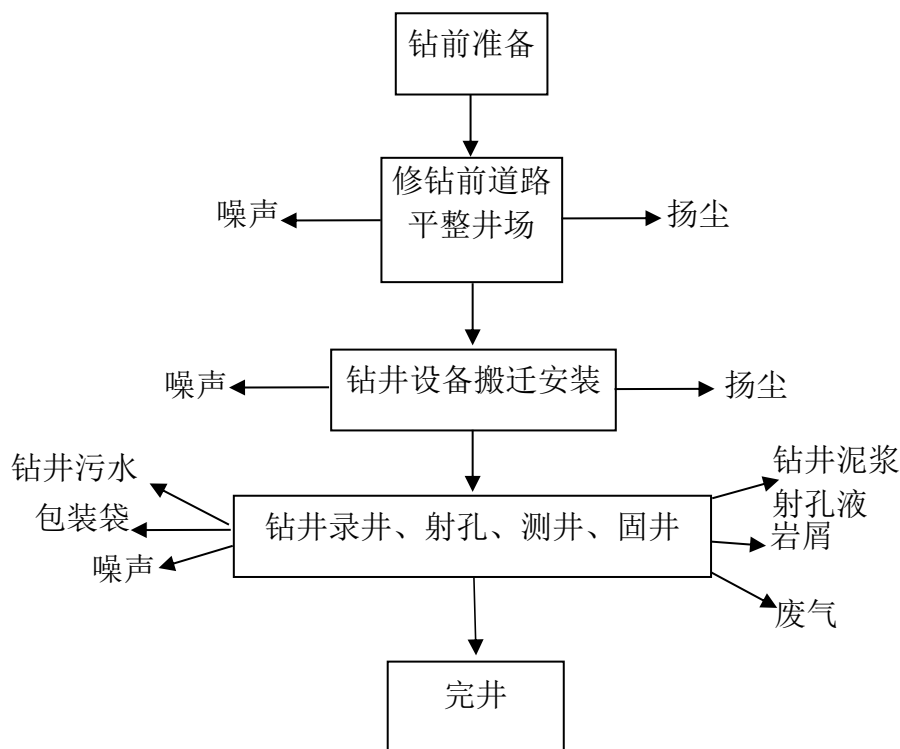 钻前准备
修钻前道路
平整井场
噪声
扬尘
钻井设备搬迁安装
噪声
扬尘
钻井污水
包装袋
噪声
钻井录井、射孔、测井、固井
钻井泥浆
射孔液
岩屑
废气
完井